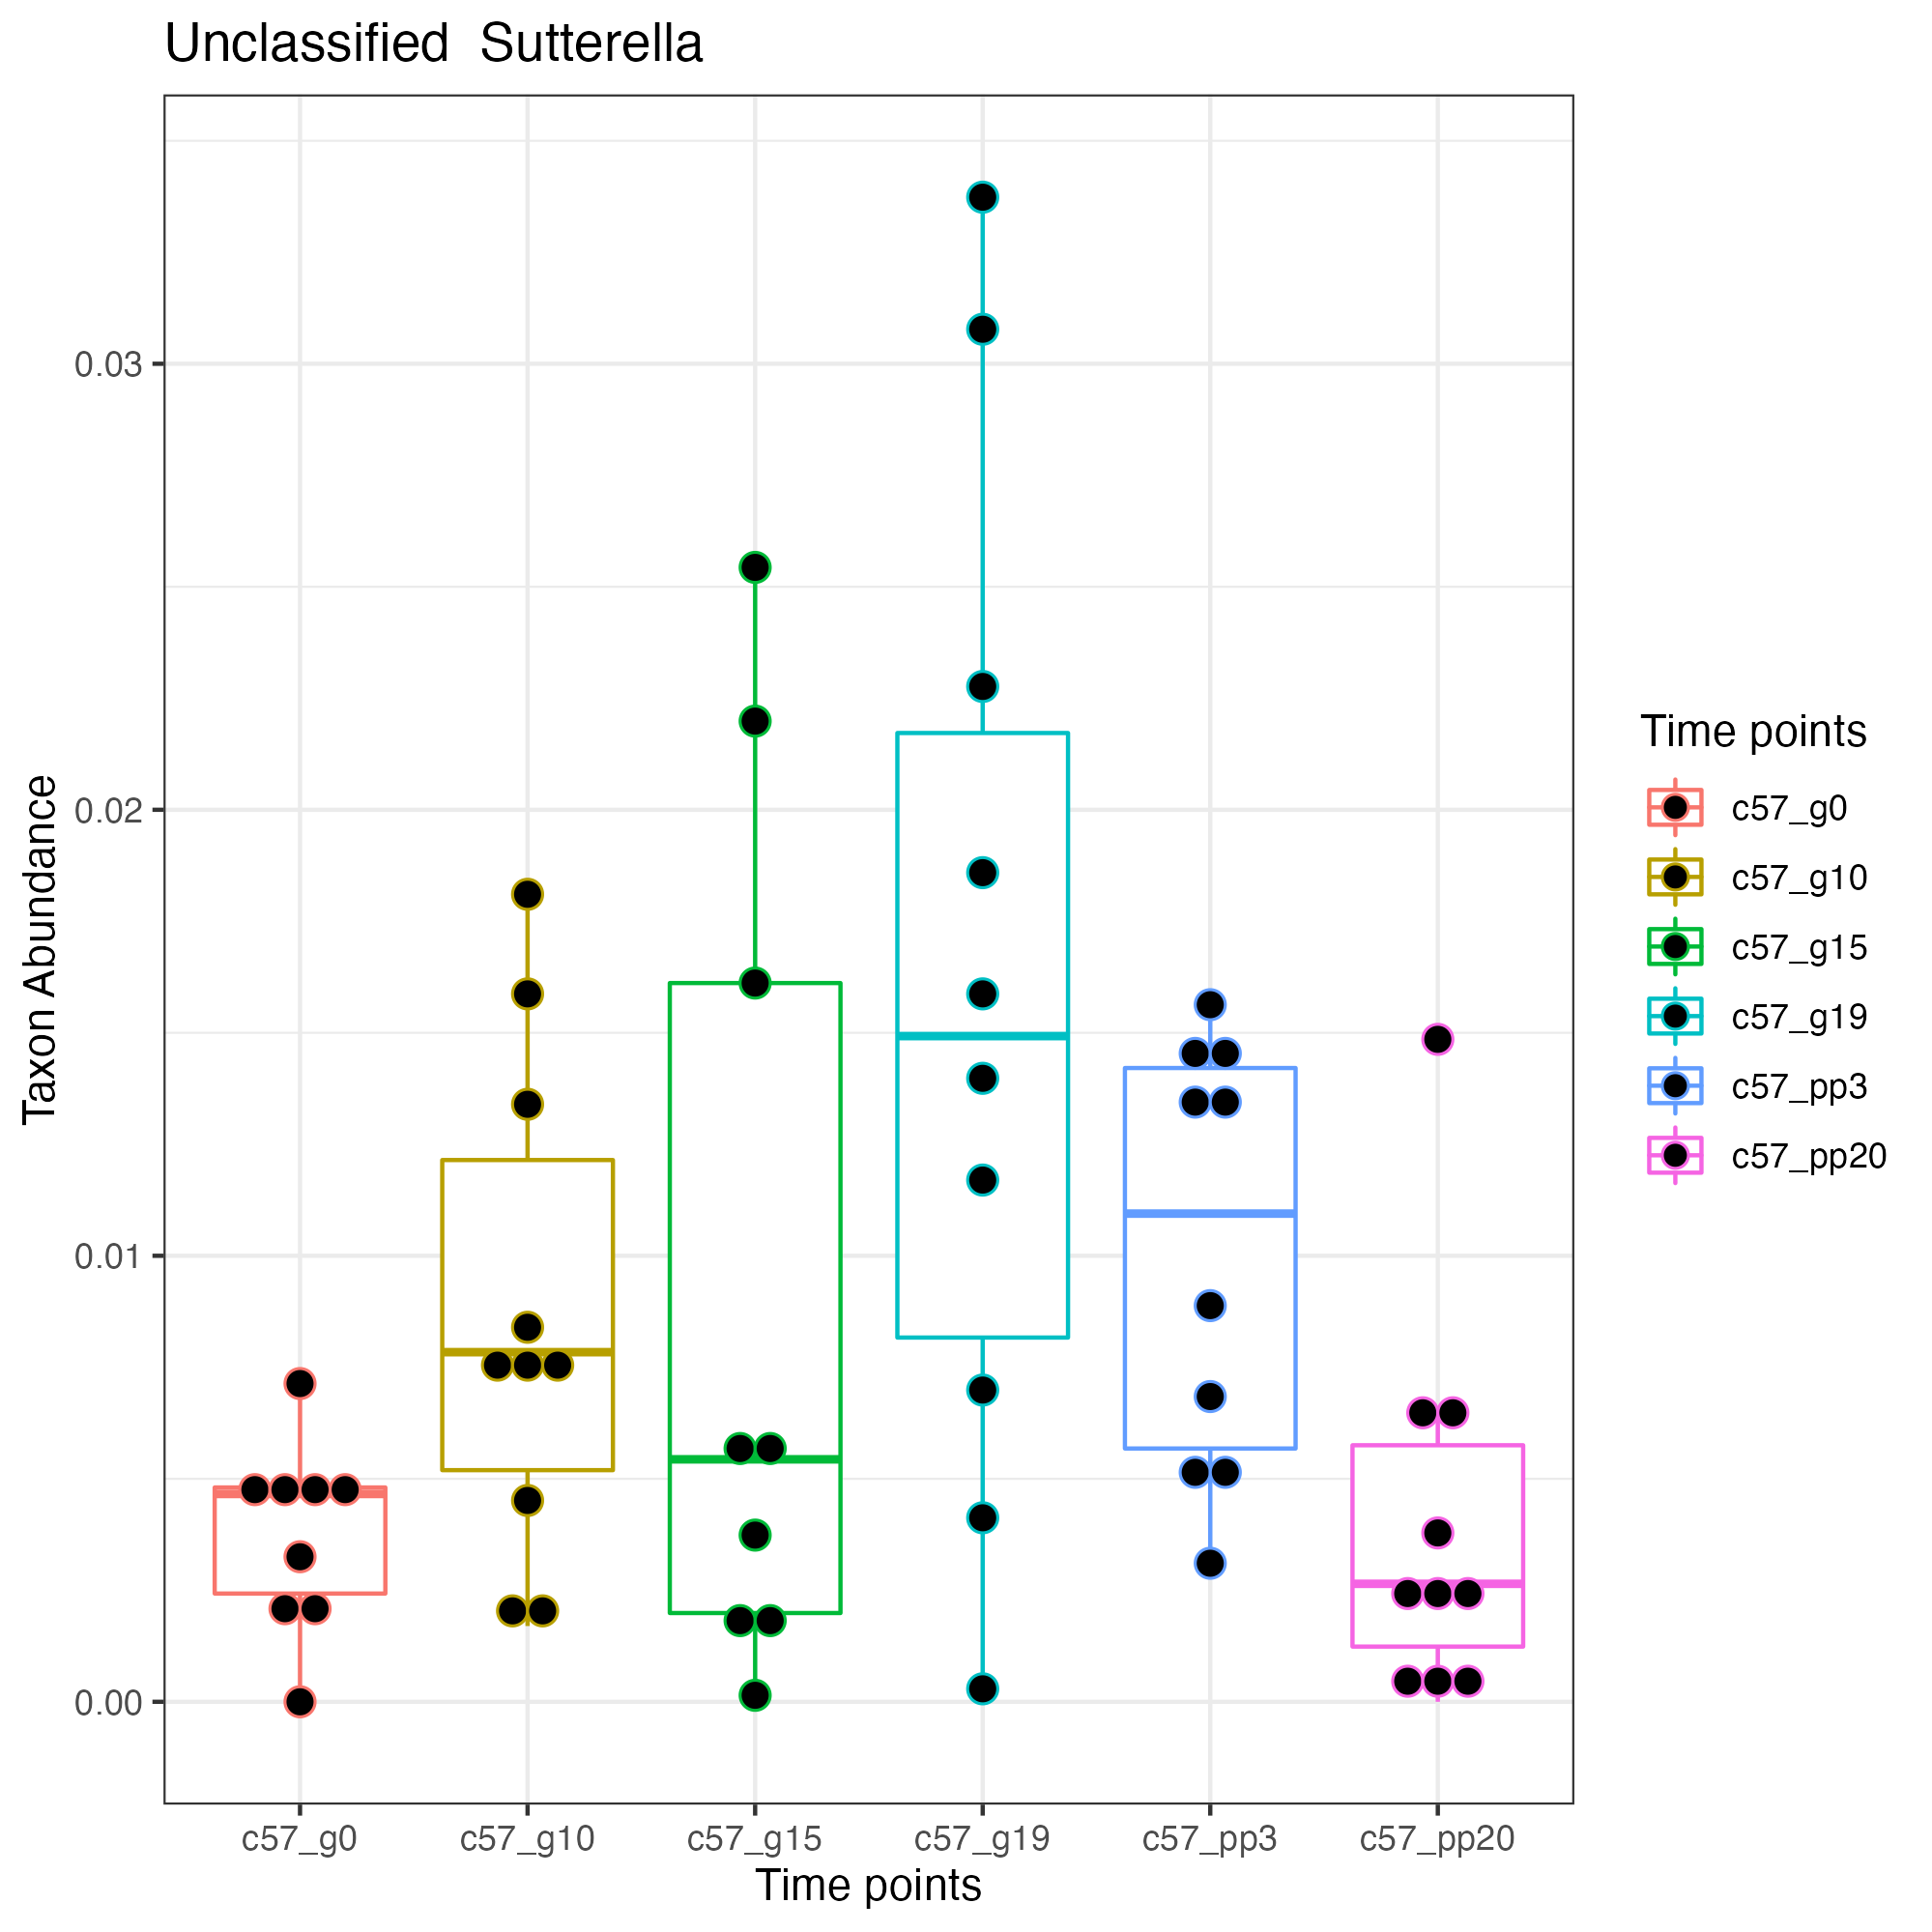 Unclassified  Sutterella
Taxon Abundance
0.03
0.02
0.01
0.00
c57_g0
c57_g10
c57_g15
c57_g19
c57_pp3
c57_pp20
Time points
Time points
c57_g0
c57_g10
c57_g15
c57_g19
c57_pp3
c57_pp20